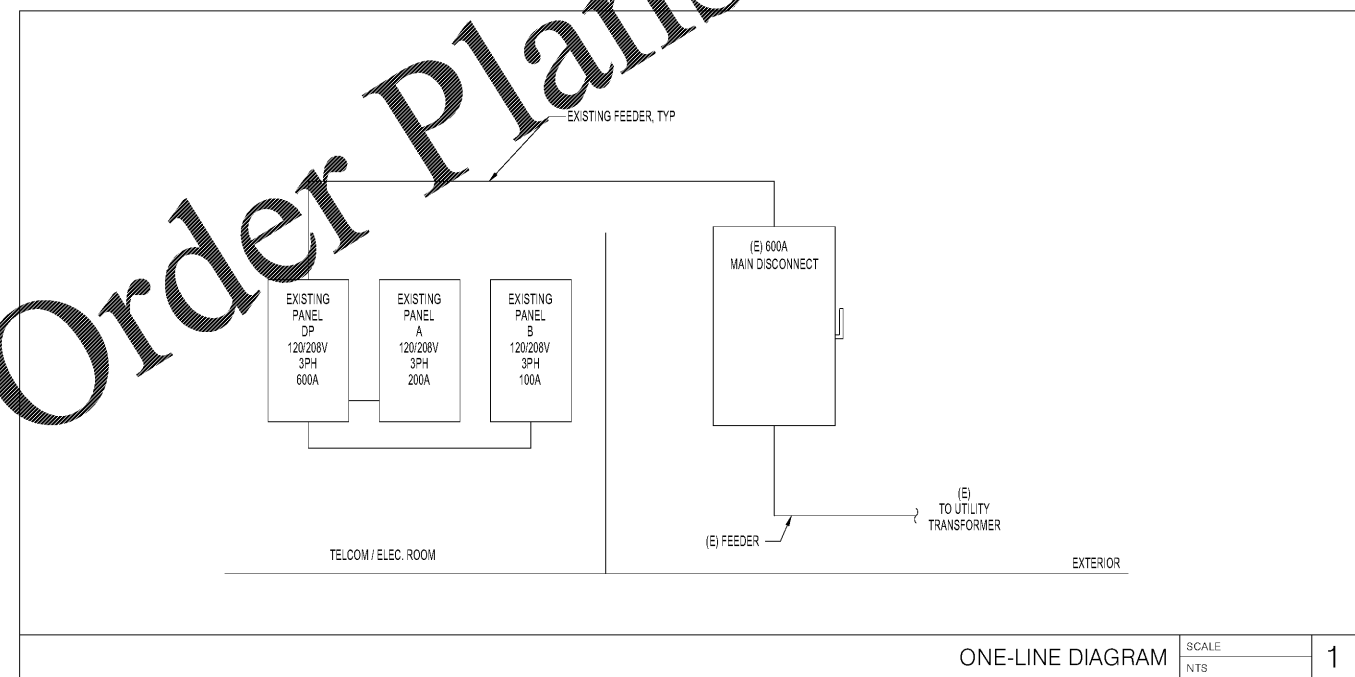 Order Plans
EXISTING FEEDER, TYP
(E) 600A
MAIN DISCONNECT
EXISTING
PANEL
DP
120/208V
3PH
600A
EXISTING
PANEL
A
120/208V
3PH
200A
EXISTING
PANEL
B
120/208V
3PH
100A
(E)
TO UTILITY
TRANSFORMER
(E) FEEDER
TELCOM / ELEC. ROOM
EXTERIOR
ONE-LINE DIAGRAM
SCALE
NTS
1